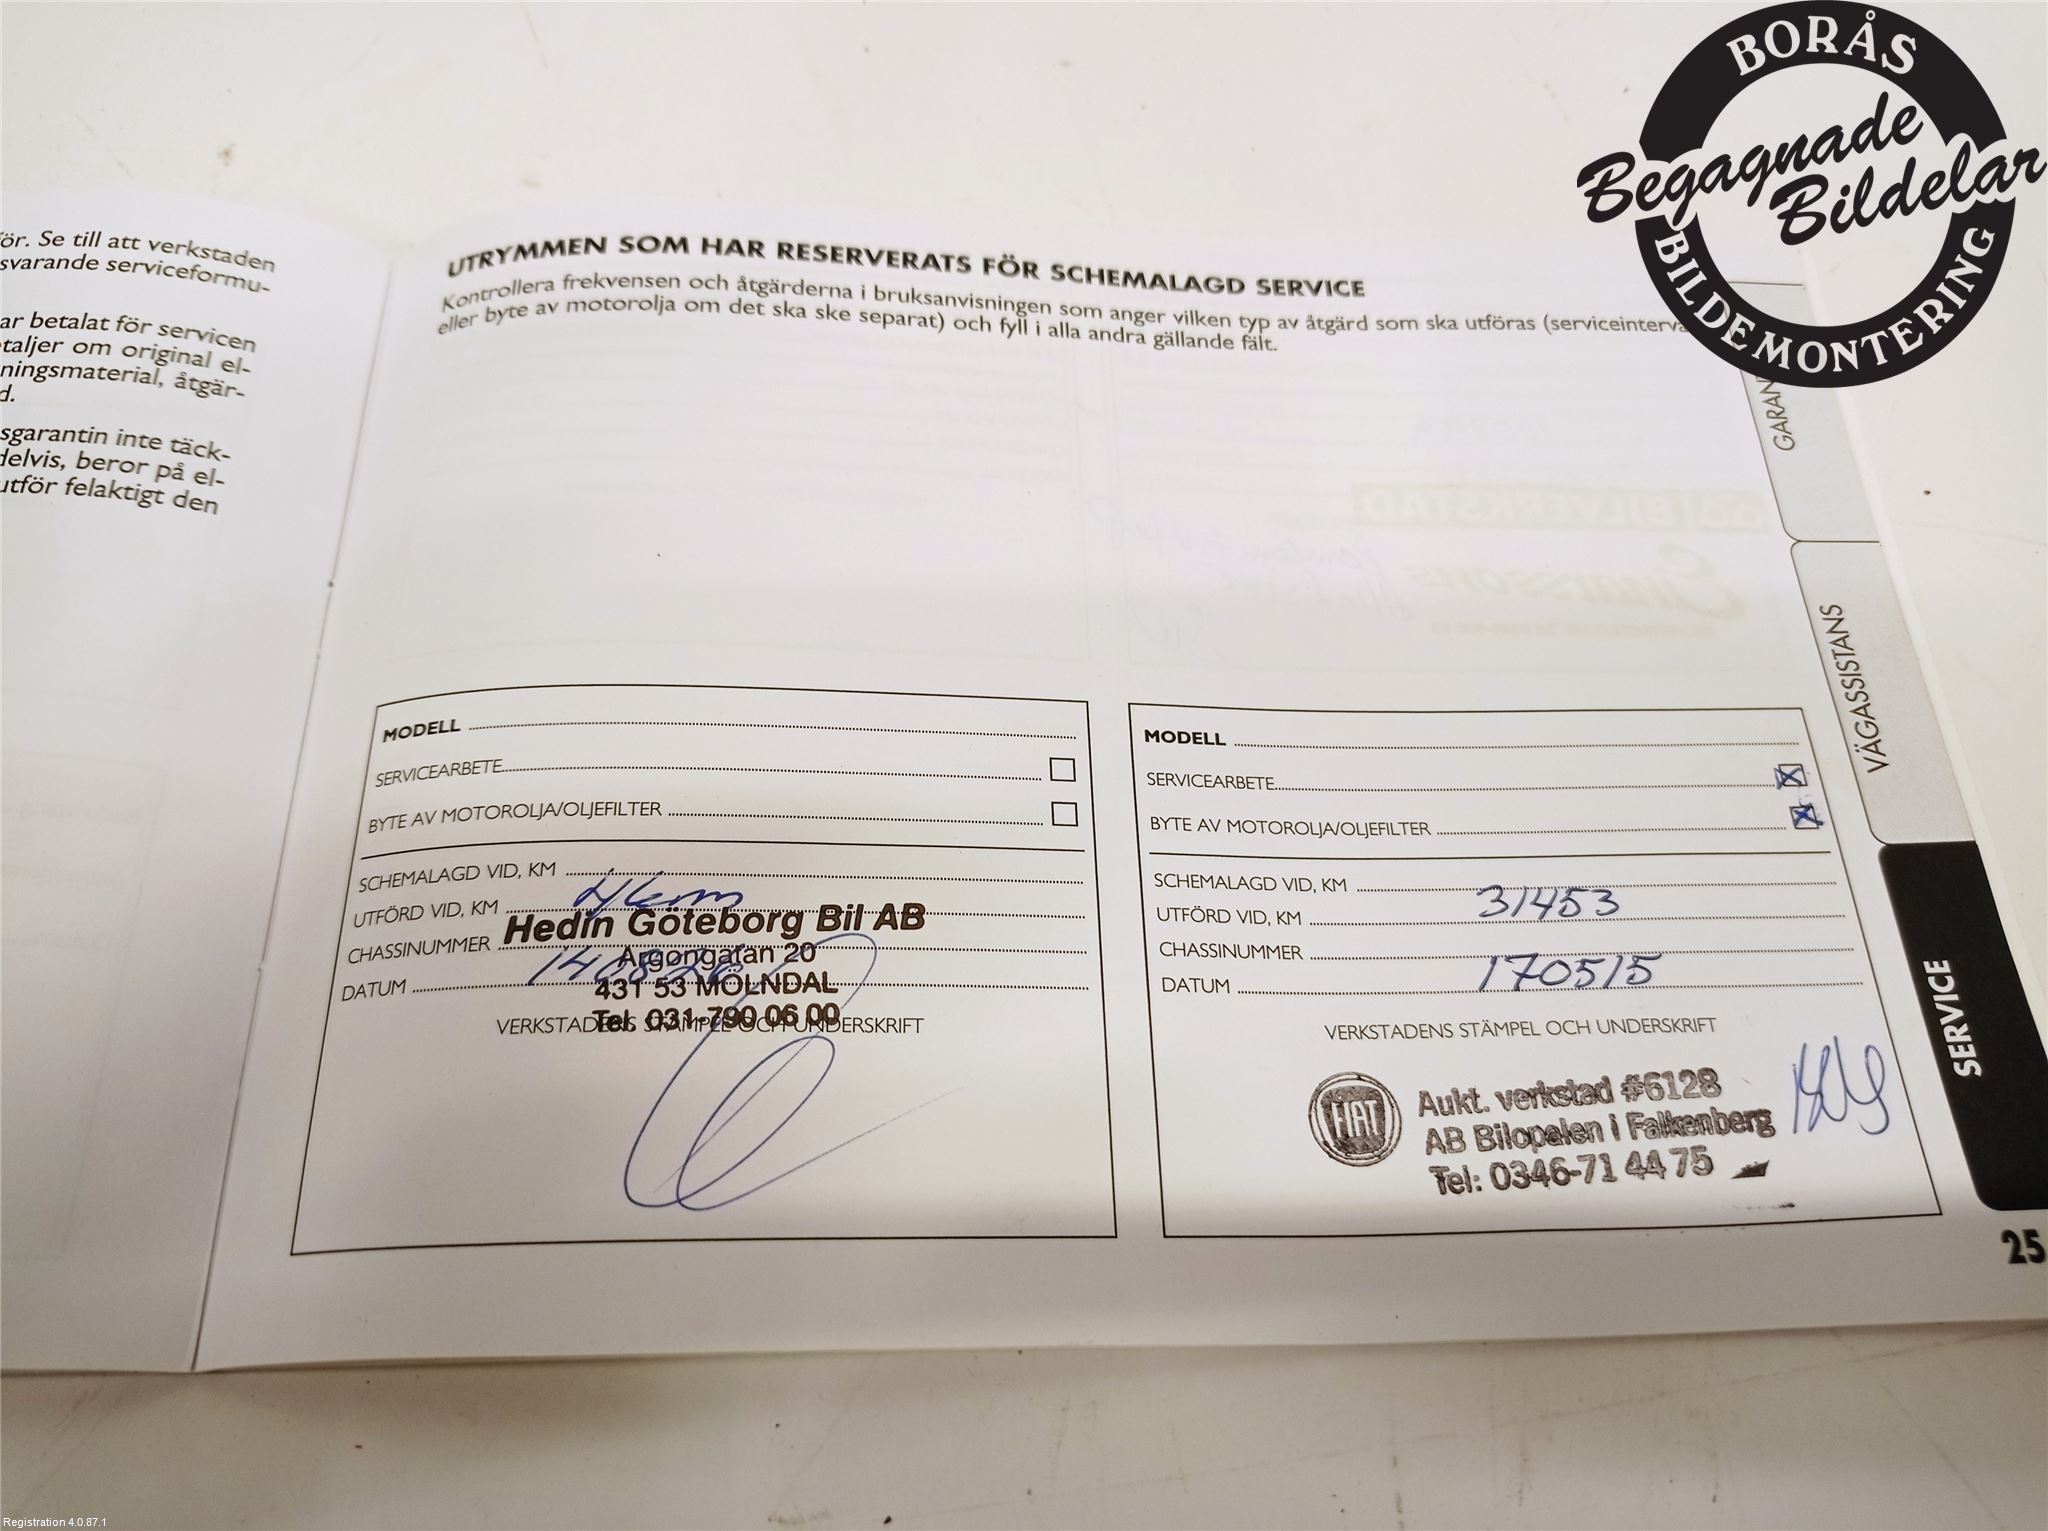 BORÅS
Begagnade
Bildelar
BILDEMONTERING
ör. Se till att verkstaden
svarande serviceformu-
ar betalat för servicen
taljer om original el-
ningsmaterial, åtgär-
d.
sgarantin inte täck-
delvis, beror på el-
utför felaktigt den
UTRYMMEN SOM HAR RESERVERATS FÖR SCHEMALAGD SERVICE
Kontrollera frekvensen och åtgärderna i bruksanvisningen som anger vilken typ av åtgärd som ska utföras (serviceinterva
eller byte av motorolja om det ska ske separat) och fyll i alla andra gällande fält.
MODELL
SERVICEARBETE
BYTE AV MOTOROLJA/OLJEFILTER
SCHEMALAGD VID, KM
UTFÖRD VID, KM
CHASSINUMMER
DATUM
Hedin Göteborg Bil AB
Argongatan 20
431 53 MÖLNDAL
Tel. 031-790 06 00
VERKSTADENS STÄMPEL OCH UNDERSKRIFT
MODELL
SERVICEARBETE
BYTE AV MOTOROLJA/OLJEFILTER
SCHEMALAGD VID, KM
UTFÖRD VID, KM 31453
CHASSINUMMER
DATUM 170515
VERKSTADENS STÄMPEL OCH UNDERSKRIFT
FIAT
Aukt. verkstad #6128
AB Bilopalen i Falkenberg
Tel: 0346-71 44 75
GARAN
VÄGASSISTANS
SERVICE
25
Registration 4.0.87.1